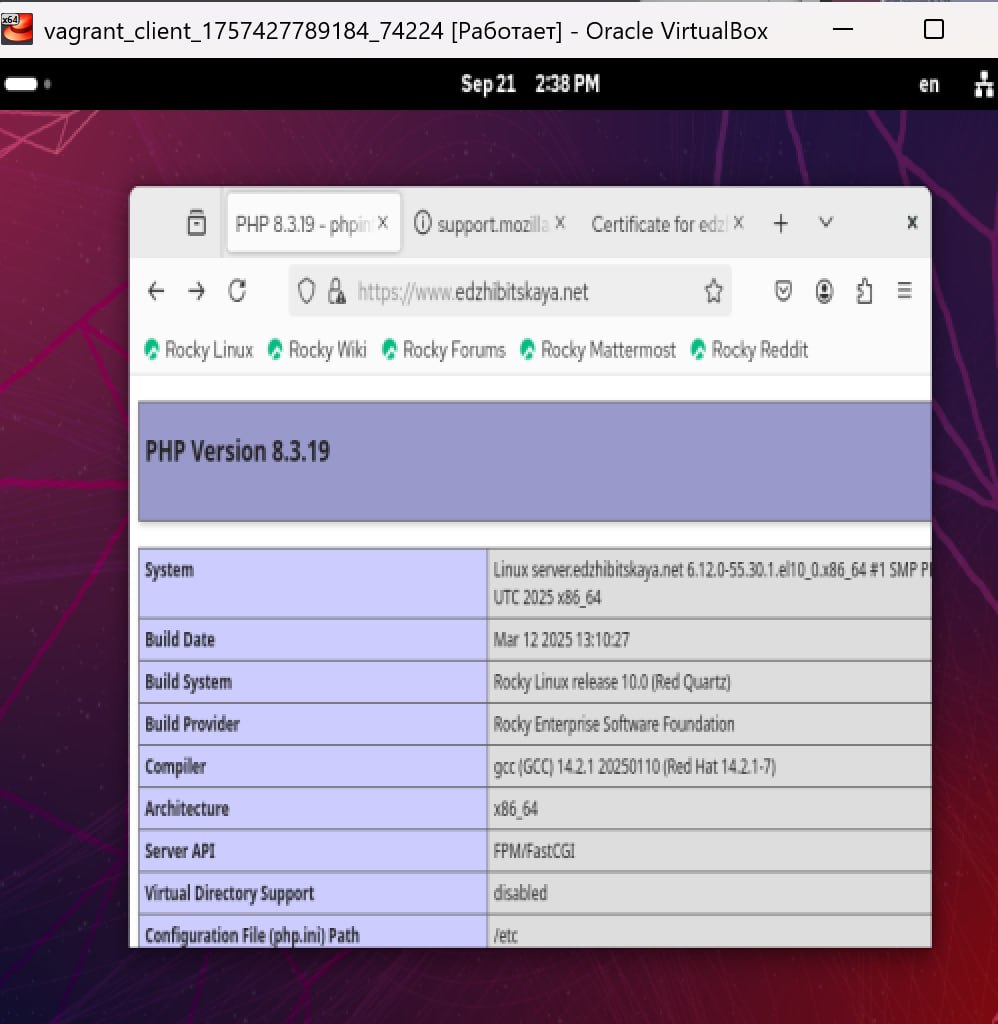 vagrant_client_1757427789184_74224 [Работает] - Oracle VirtualBox
Sep 21 2:38 PM en
PHP 8.3.19 - phpin support.mozilla Certificate for edz
https://www.edzhibitskaya.net
Rocky Linux Rocky Wiki Rocky Forums Rocky Mattermost Rocky Reddit
PHP Version 8.3.19
System Linux server.edzhibitskaya.net 6.12.0-55.30.1.el10_0.x86_64 #1 SMP
UTC 2025 x86_64
Build Date Mar 12 2025 13:10:27
Build System Rocky Linux release 10.0 (Red Quartz)
Build Provider Rocky Enterprise Software Foundation
Compiler gcc (GCC) 14.2.1 20250110 (Red Hat 14.2.1-7)
Architecture x86_64
Server API FPM/FastCGI
Virtual Directory Support disabled
Configuration File (php.ini) Path /etc